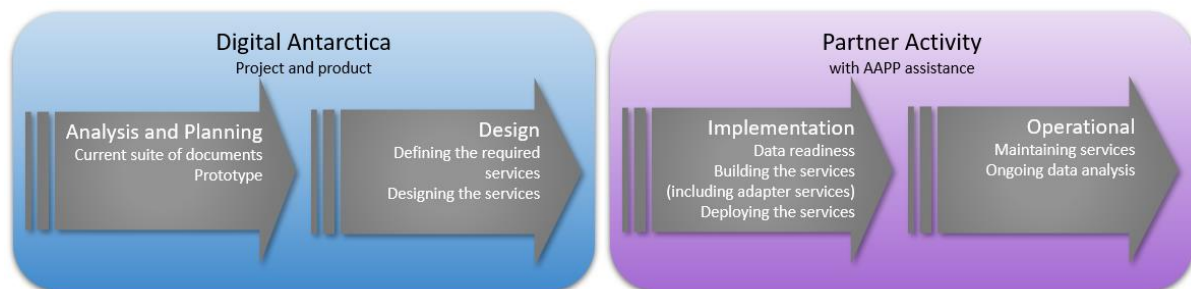 Digital Antarctica
Project and product
Analysis and Planning
Current suite of documents
Prototype
Design
Defining the required
services
Designing the services
Partner Activity
with AAPP assistance
Implementation
Data readiness
Building the services
(including adapter services)
Deploying the services
Operational
Maintaining services
Ongoing data analysis